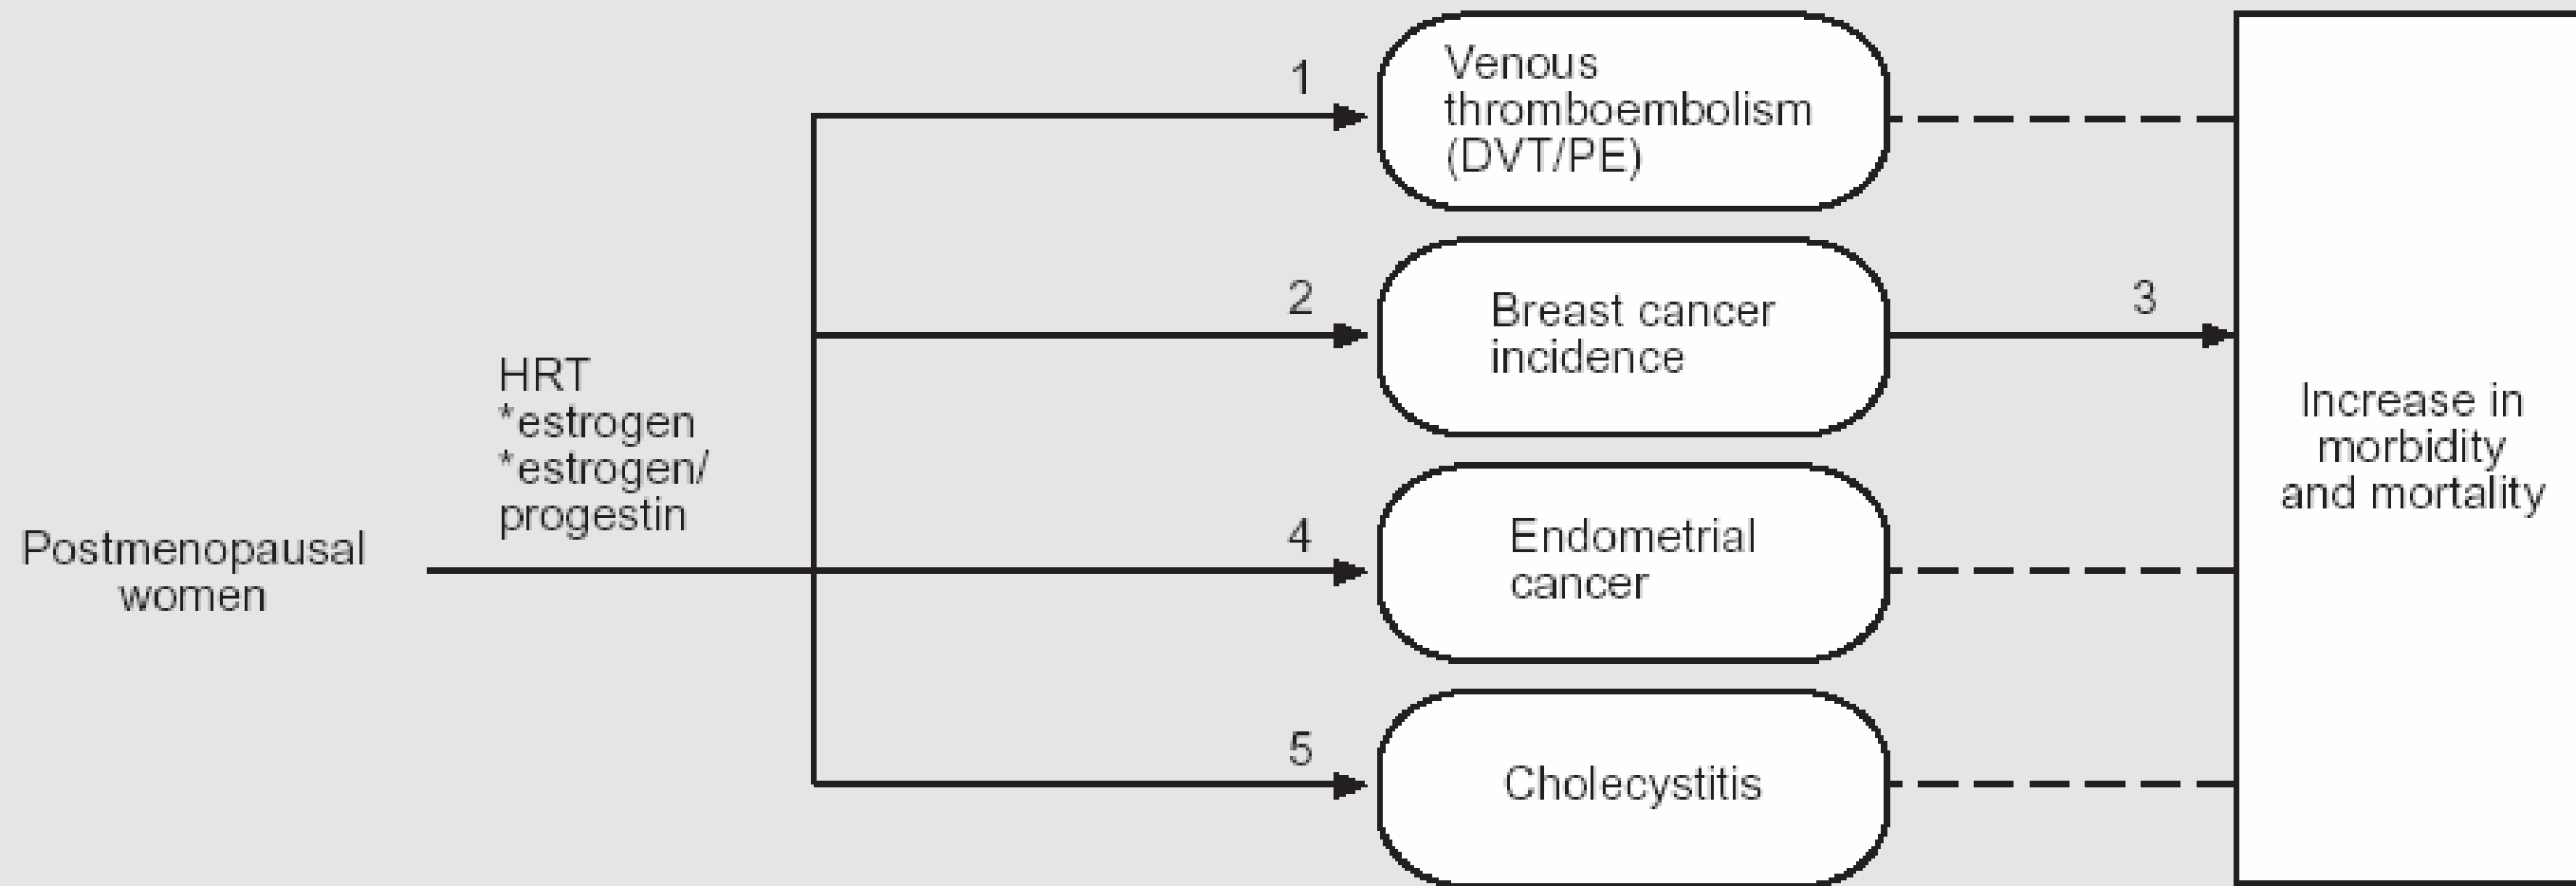 Postmenopausal
women
HRT
*estrogen
*estrogen/
progestin
1
Venous
thromboembolism
(DVT/PE)
2
Breast cancer
incidence
3
4
Endometrial
cancer
5
Cholecystitis
Increase in
morbidity
and mortality